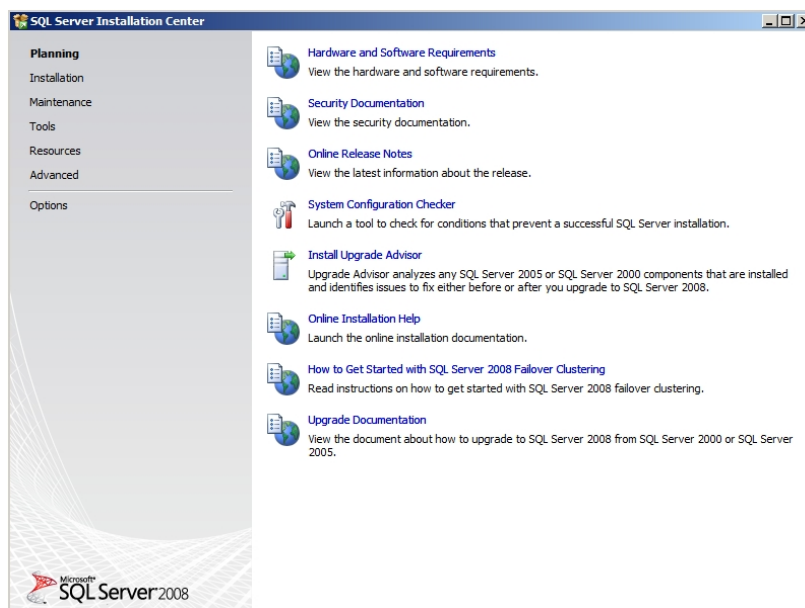 SQL Server Installation Center
Planning
Installation
Maintenance
Tools
Resources
Advanced
Options
Hardware and Software Requirements
View the hardware and software requirements.
Security Documentation
View the security documentation.
Online Release Notes
View the latest information about the release.
System Configuration Checker
Launch a tool to check for conditions that prevent a successful SQL Server installation.
Install Upgrade Advisor
Upgrade Advisor analyzes any SQL Server 2005 or SQL Server 2000 components that are installed
and identifies issues to fix either before or after you upgrade to SQL Server 2008.
Online Installation Help
Launch the online installation documentation.
How to Get Started with SQL Server 2008 Failover Clustering
Read instructions on how to get started with SQL Server 2008 failover clustering.
Upgrade Documentation
View the document about how to upgrade to SQL Server 2008 from SQL Server 2000 or SQL Server
2005.
Microsoft
SQL Server 2008